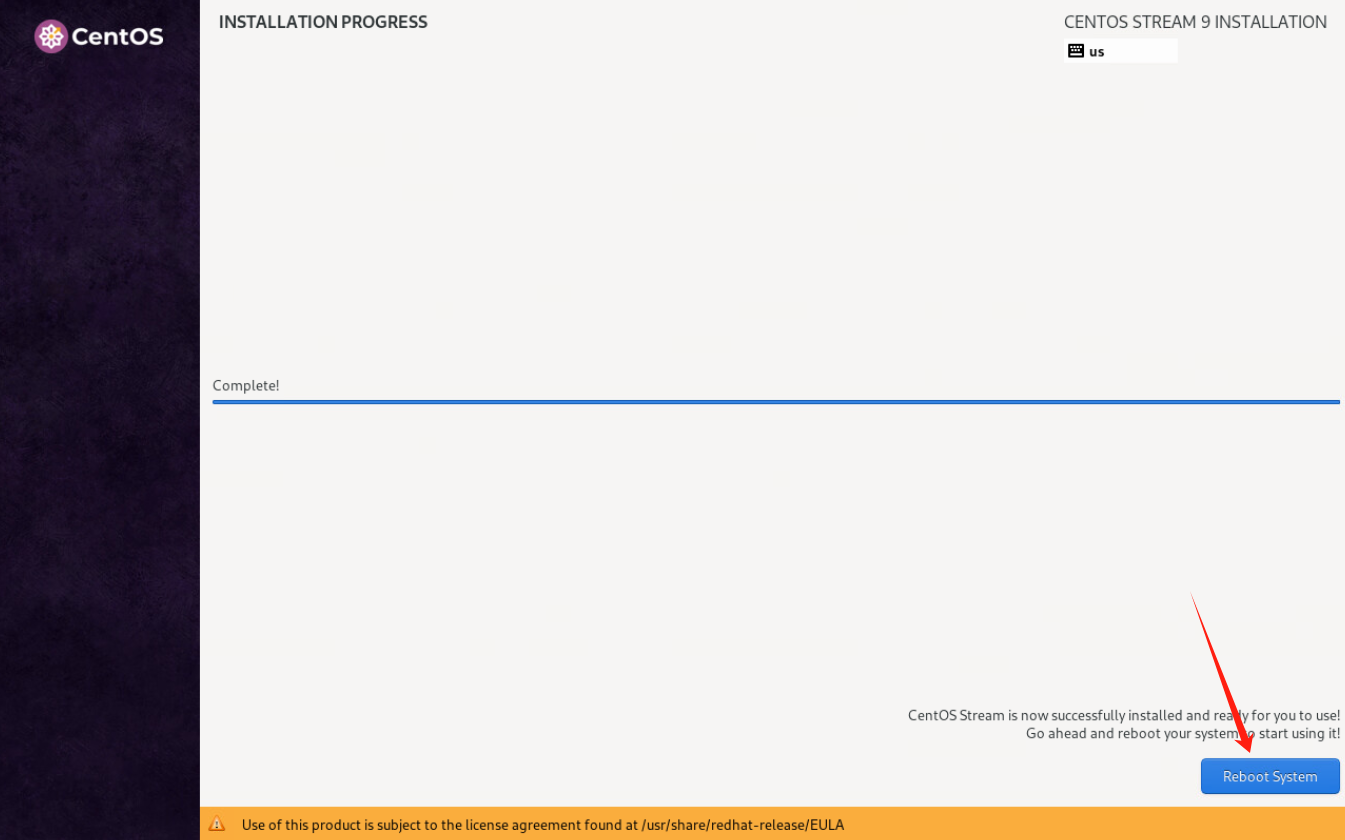 CentOS
INSTALLATION PROGRESS
CENTOS STREAM 9 INSTALLATION
us
Complete!
CentOS Stream is now successfully installed and ready for you to use!
Go ahead and reboot your system to start using it!
Reboot System
Use of this product is subject to the license agreement found at /usr/share/redhat-release/EULA